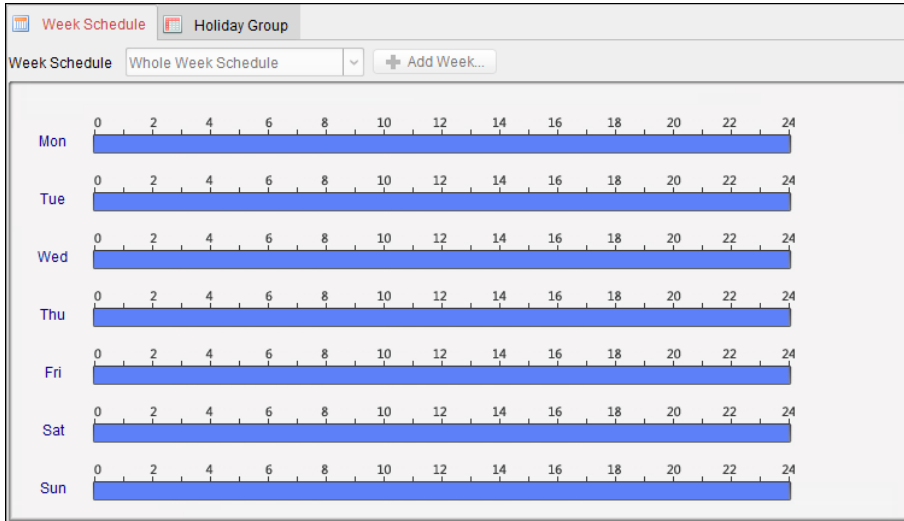 Week Schedule Holiday Group
Week Schedule Whole Week Schedule Add Week...
0 2 4 6 8 10 12 14 16 18 20 22 24
Mon
0 2 4 6 8 10 12 14 16 18 20 22 24
Tue
0 2 4 6 8 10 12 14 16 18 20 22 24
Wed
0 2 4 6 8 10 12 14 16 18 20 22 24
Thu
0 2 4 6 8 10 12 14 16 18 20 22 24
Fri
0 2 4 6 8 10 12 14 16 18 20 22 24
Sat
0 2 4 6 8 10 12 14 16 18 20 22 24
Sun